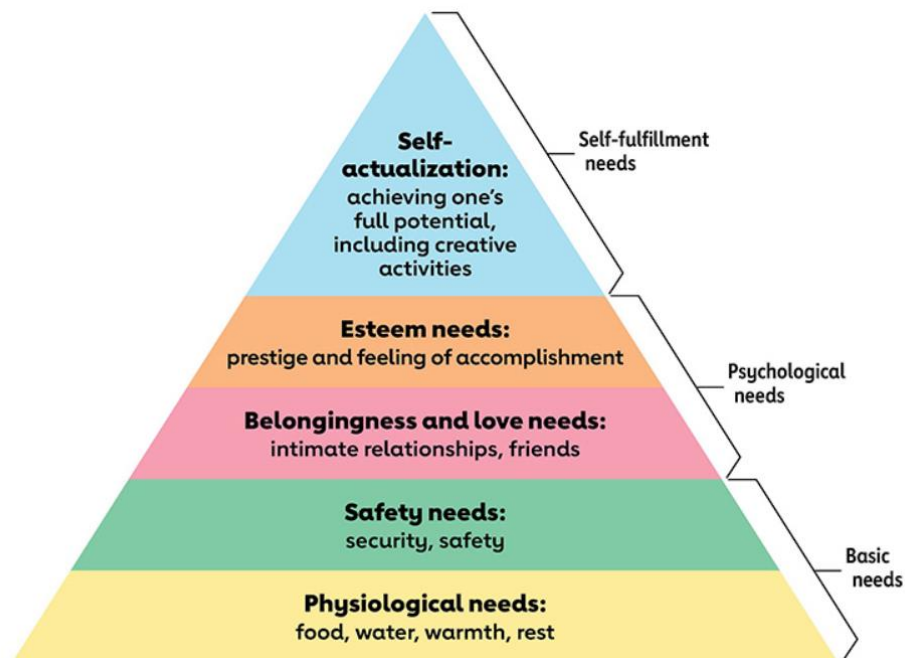 Self-
actualization:
achieving one's
full potential,
including creative
activities
Self-fulfillment
needs
Esteem needs:
prestige and feeling of accomplishment
Psychological
needs
Belongingness and love needs:
intimate relationships, friends
Safety needs:
security, safety
Basic
needs
Physiological needs:
food, water, warmth, rest